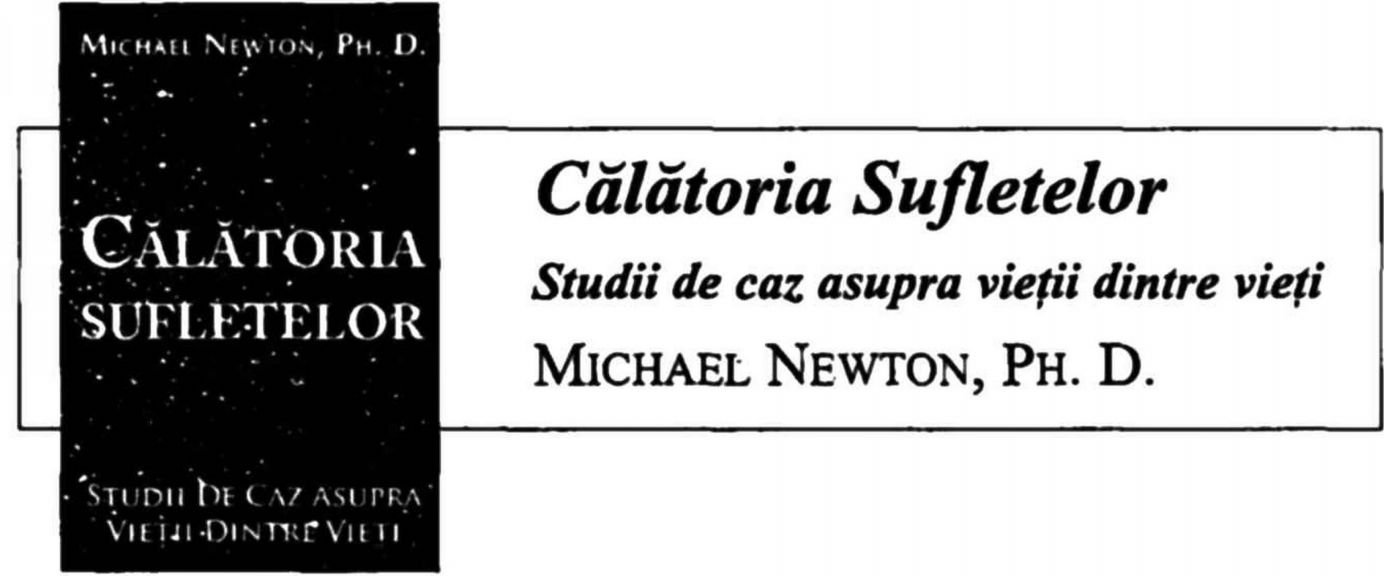 MICHAEL NEWTON, PH. D.
CĂLĂTORIA
SUFLETELOR
STUDII DE CAZ ASUPRA
VIEȚII DINTRE VIEȚI
Călătoria Sufletelor
Studii de caz asupra vieții dintre vieți
MICHAEL NEWTON, PH. D.